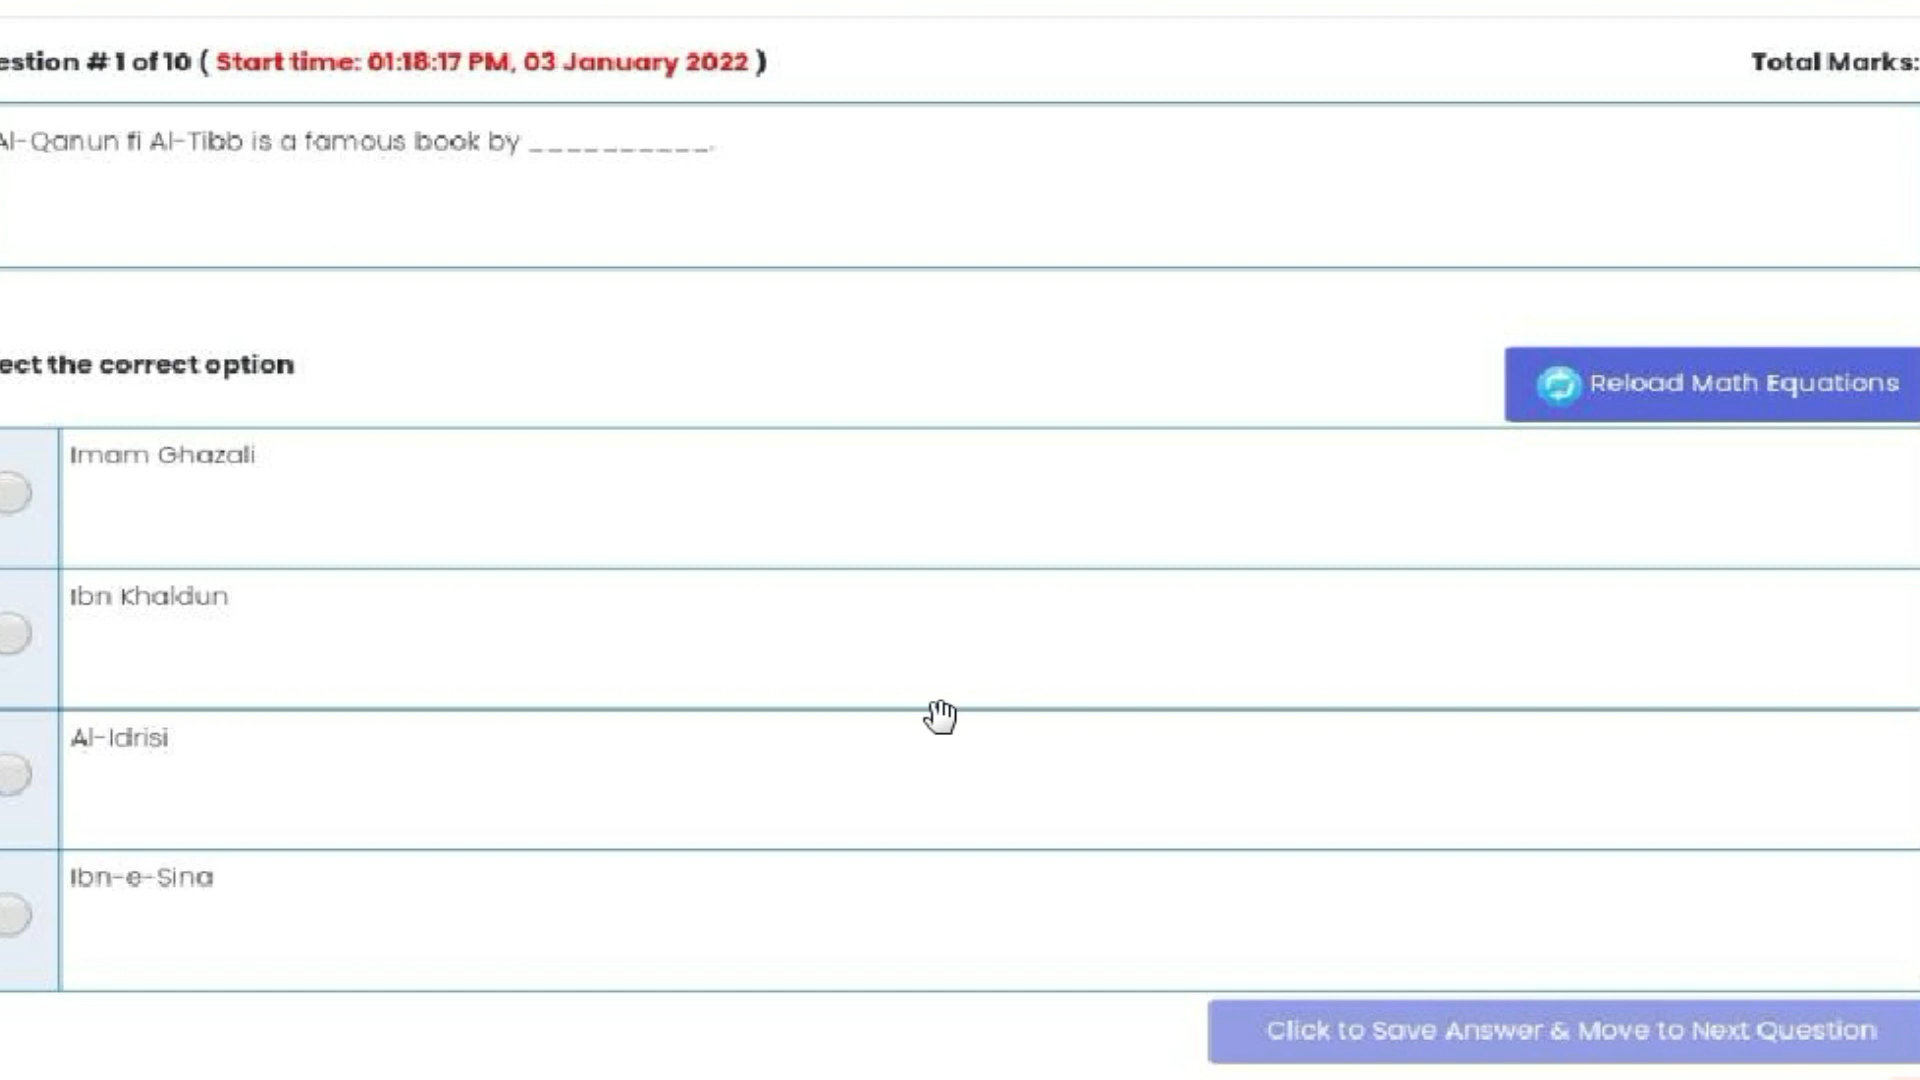 estion # 1 of 10 ( Start time: 01:18:17 PM, 03 January 2022 )
Total Marks:
Al-Qanun fi Al-Tibb is a famous book by __________.
ect the correct option
Reload Math Equations
Imam Ghazali
Ibn Khaldun
Al-Idrisi
Ibn-e-Sina
Click to Save Answer & Move to Next Question